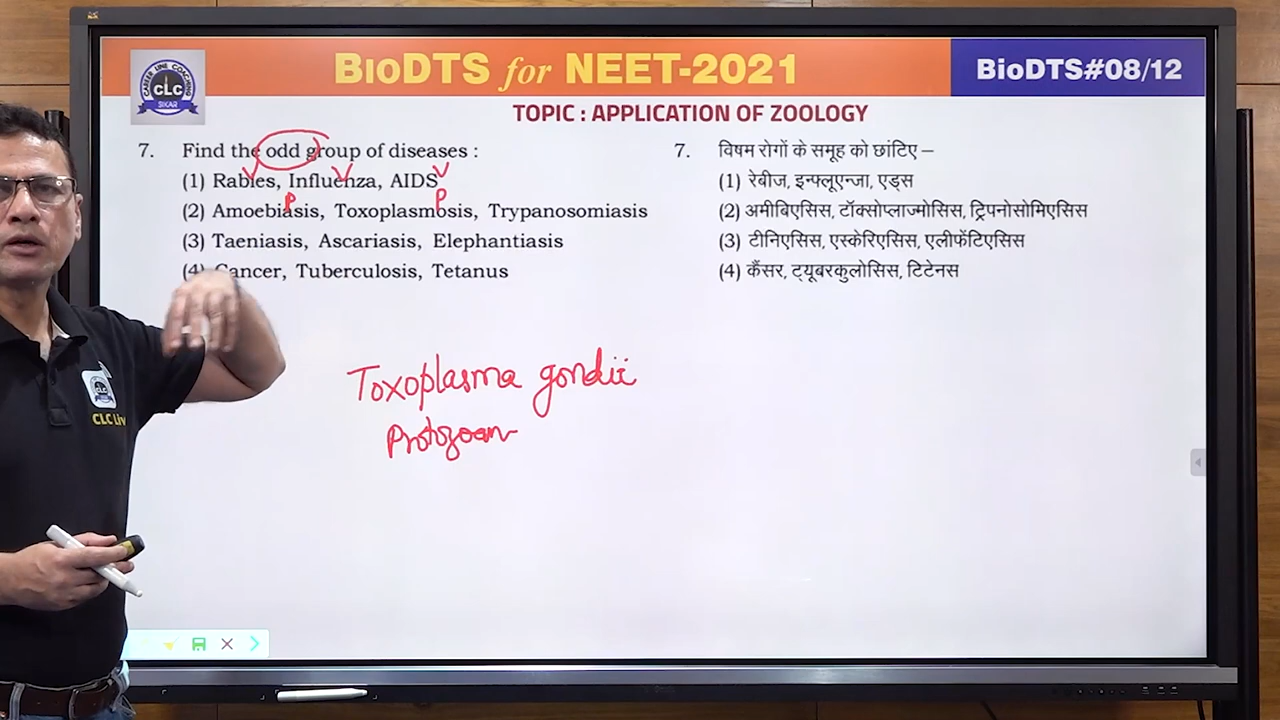 BIODTS for NEET-2021
BIODTS#08/12
CAREER LINE COACHING
CLC
SIKAR
TOPIC : APPLICATION OF ZOOLOGY
7. Find the odd group of diseases :
(1) Rabies, Influenza, AIDS
(2) Amoebiasis, Toxoplasmosis, Trypanosomiasis
(3) Taeniasis, Ascariasis, Elephantiasis
(4) Cancer, Tuberculosis, Tetanus
7. विषम रोगों के समूह को छांटिए –
(1) रेबीज, इन्फ्लूएन्जा, एड्स
(2) अमीबिएसिस, टॉक्सोप्लाज्मोसिस, ट्रिपनोसोमिएसिस
(3) टीनिएसिस, एस्केरिएसिस, एलीफेंटिएसिस
(4) कैंसर, ट्यूबरकुलोसिस, टिटेनस
V V V
P P
Toxoplasma gondii
Protozoan
CLC Liv